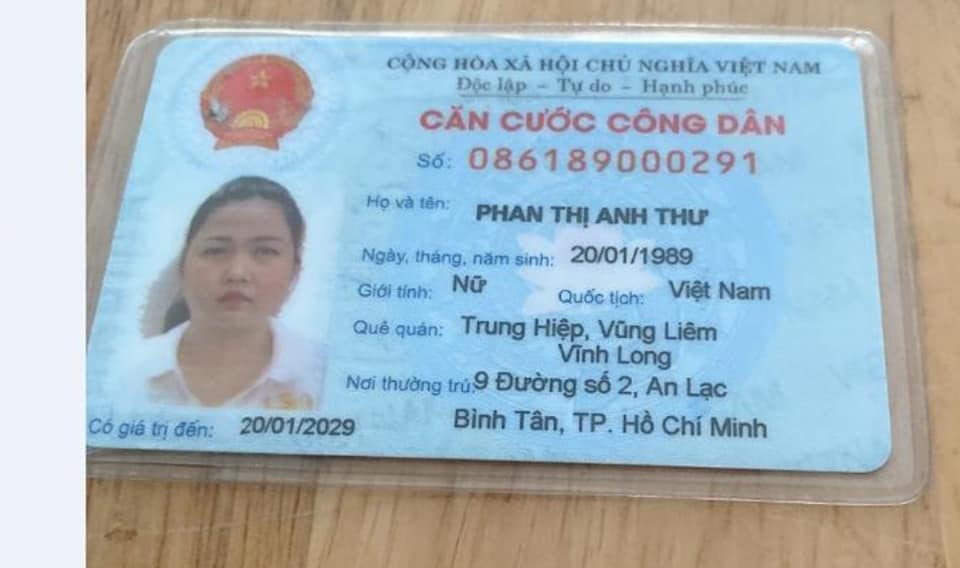 CỘNG HÒA XÃ HỘI CHỦ NGHĨA VIỆT NAM
Độc lập – Tự do – Hạnh phúc
CĂN CƯỚC CÔNG DÂN
Số: 086189000291
Họ và tên: PHAN THỊ ANH THƯ
Ngày, tháng, năm sinh: 20/01/1989
Giới tính: Nữ Quốc tịch: Việt Nam
Quê quán: Trung Hiệp, Vũng Liêm
Vĩnh Long
Nơi thường trú: 9 Đường số 2, An Lạc
Bình Tân, TP. Hồ Chí Minh
Có giá trị đến: 20/01/2029